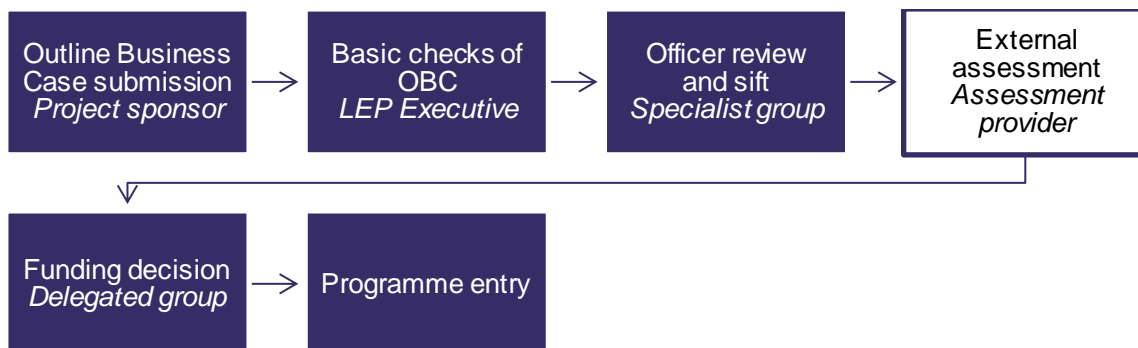 Outline Business
Case submission
Project sponsor
Basic checks of
OBC
LEP Executive
Officer review
and sift
Specialist group
External
assessment
Assessment
provider
Funding decision
Delegated group
Programme entry